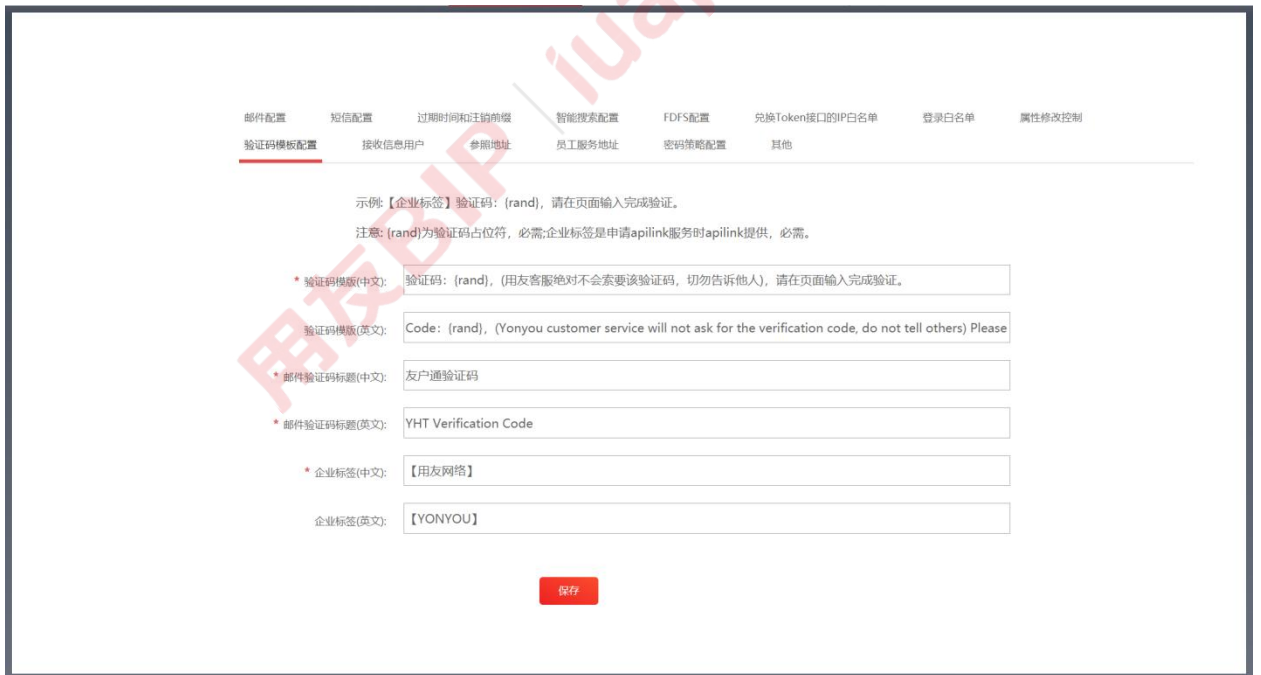 邮件配置 短信配置 过期时间和注销前缀 智能搜索配置 FDFS配置 兑换Token接口的IP白名单 登录白名单 属性修改控制
验证码模板配置 接收信息用户 参照地址 员工服务地址 密码策略配置 其他
示例:【企业标签】验证码：{rand}，请在页面输入完成验证。
注意: {rand}为验证码占位符，必需;企业标签是申请apilink服务时apilink提供，必需。
* 验证码模版(中文): 验证码：{rand}，(用友客服绝对不会索要该验证码，切勿告诉他人)，请在页面输入完成验证。
验证码模版(英文): Code：{rand}，(Yonyou customer service will not ask for the verification code, do not tell others) Please
* 邮件验证码标题(中文): 友户通验证码
* 邮件验证码标题(英文): YHT Verification Code
* 企业标签(中文): 【用友网络】
企业标签(英文): 【YONYOU】
保存
用友BIP | iuap